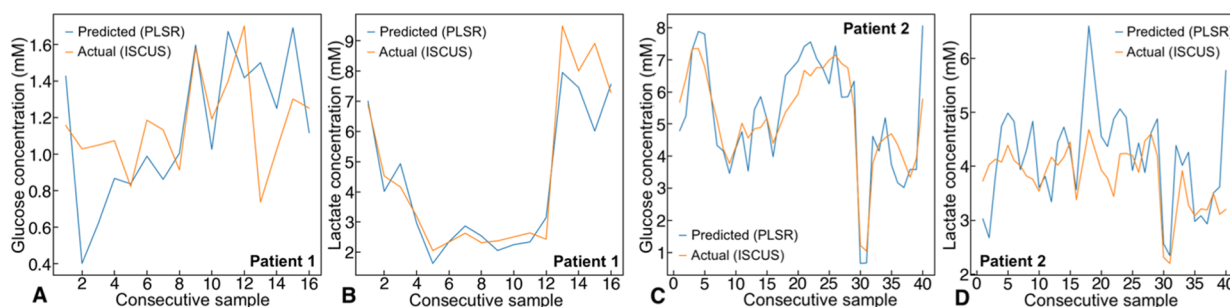 Glucose concentration (mM)
1.6
1.4
1.2
1.0
0.8
0.6
0.4
Predicted (PLSR)
Actual (ISCUS)
Patient 1
2 4 6 8 10 12 14 16
A
Consecutive sample
Lactate concentration (mM)
9
8
7
6
5
4
3
2
Predicted (PLSR)
Actual (ISCUS)
Patient 1
2 4 6 8 10 12 14 16
B
Consecutive sample
Glucose concentration (mM)
8
7
6
5
4
3
2
1
Patient 2
Predicted (PLSR)
Actual (ISCUS)
0 5 10 15 20 25 30 35 40
C
Consecutive sample
Lactate concentration (mM)
6
5
4
3
2
Predicted (PLSR)
Actual (ISCUS)
Patient 2
0 5 10 15 20 25 30 35 40
D
Consecutive sample